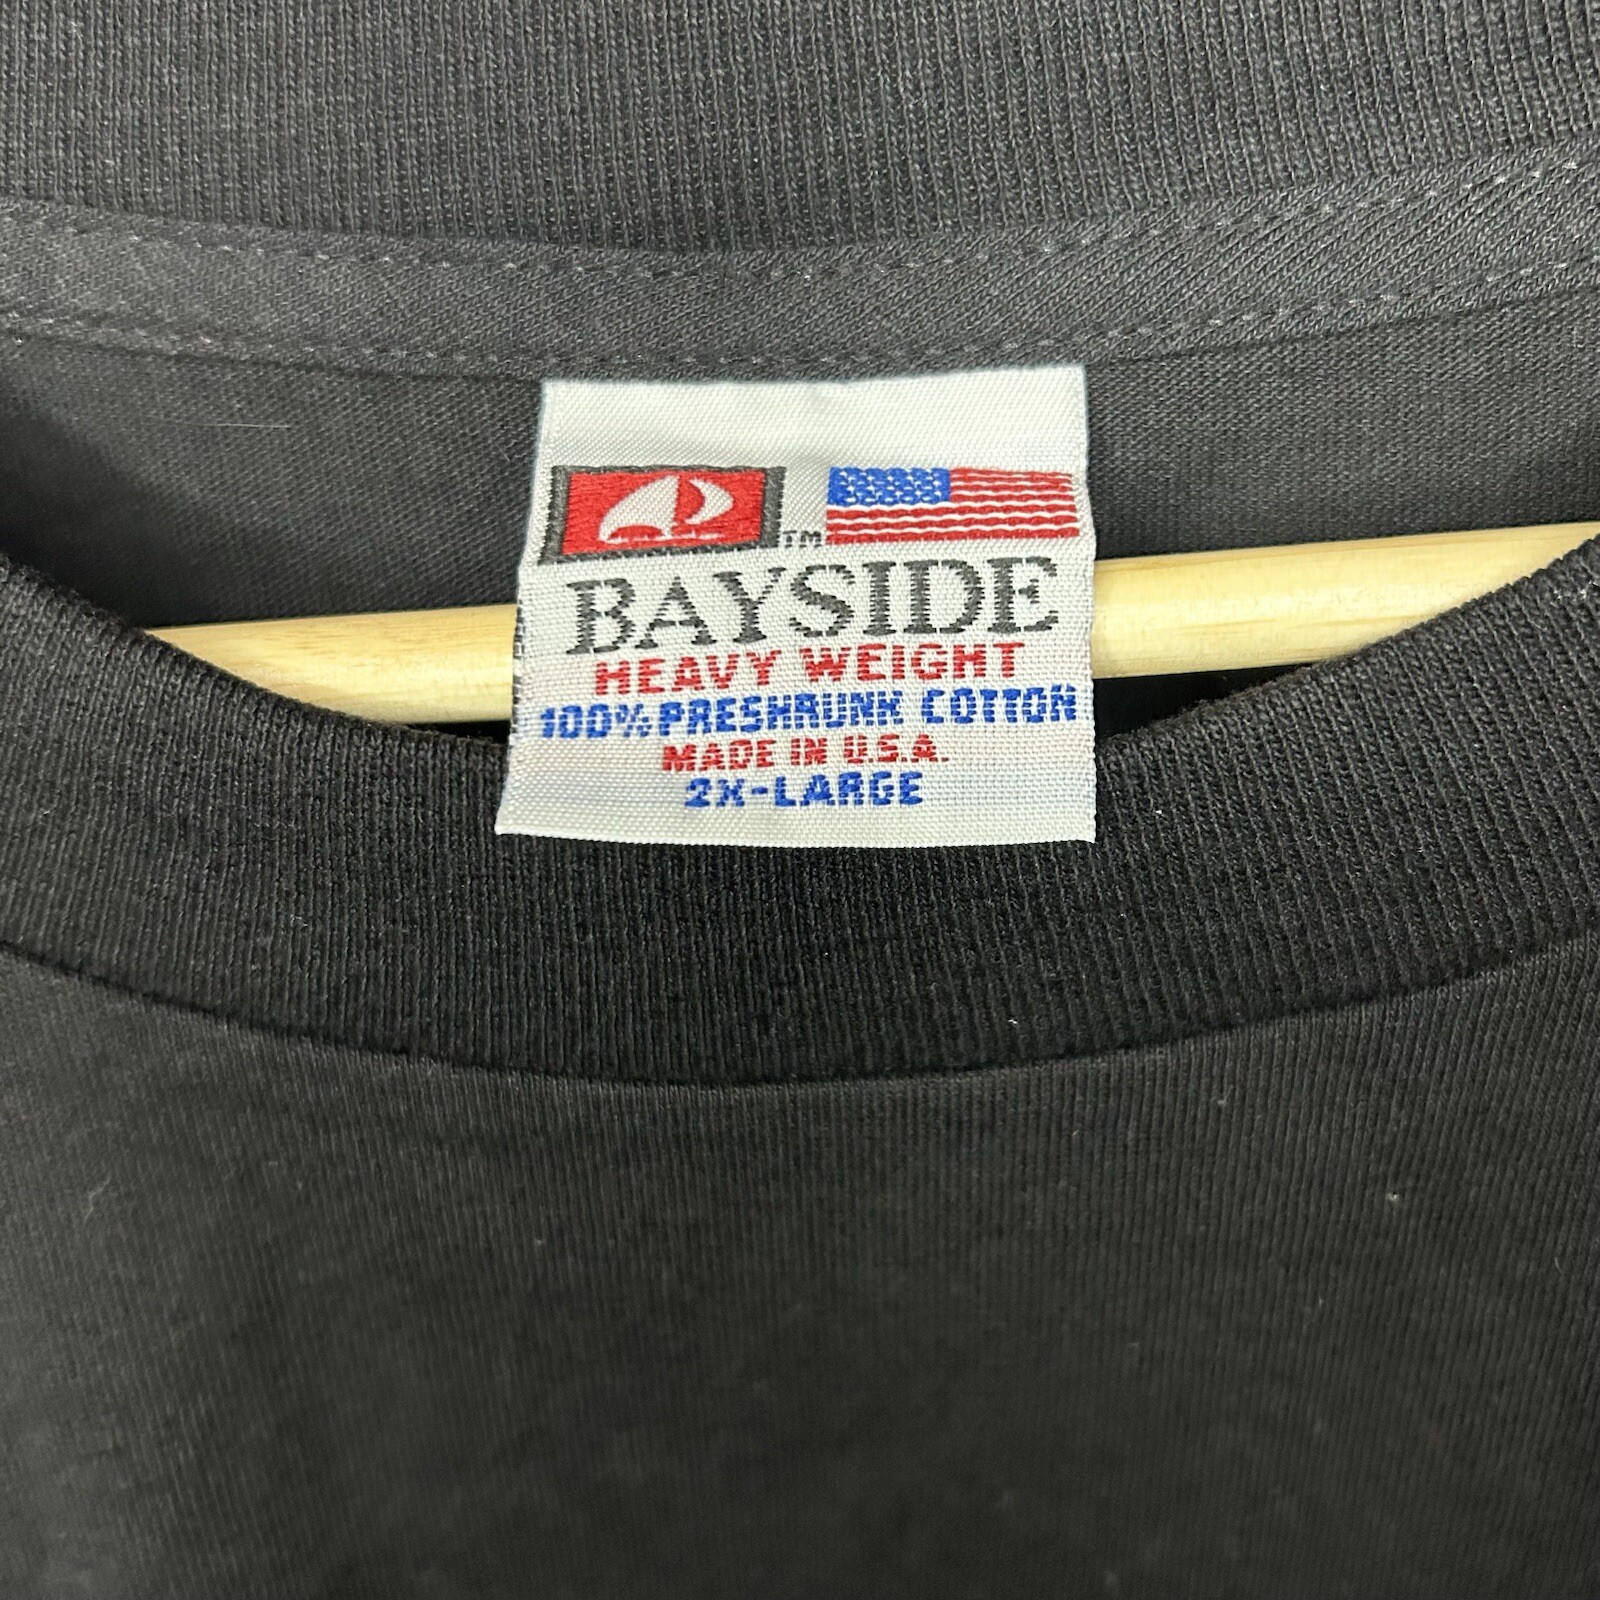 TM
BAYSIDE
HEAVY WEIGHT
100% PRESHRUNK COTTON
MADE IN U.S.A.
2X-LARGE